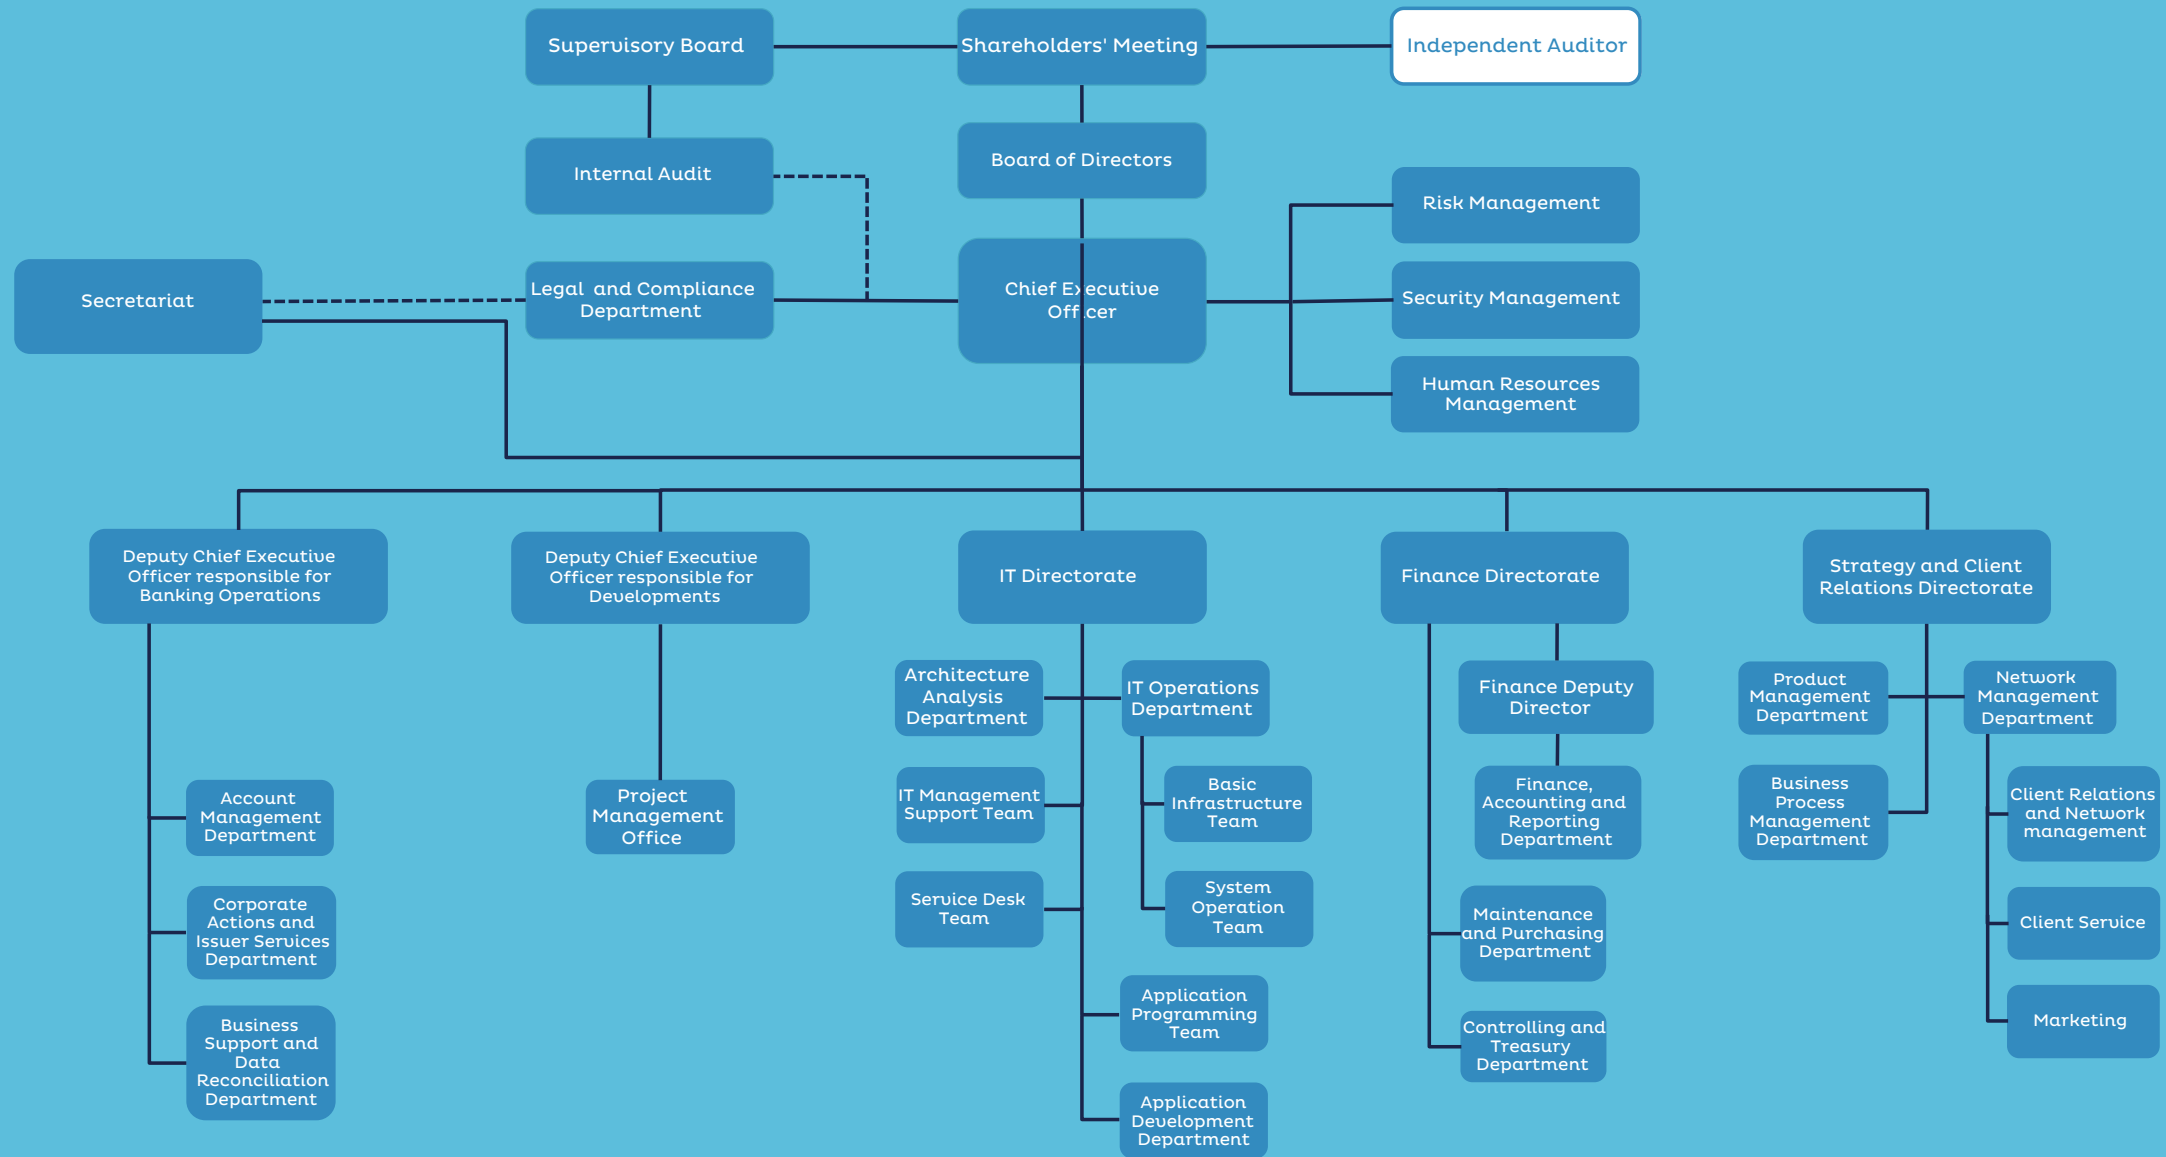 Supervisory Board
Shareholders' Meeting
Independent Auditor
Internal Audit
Board of Directors
Risk Management
Secretariat
Legal and Compliance
Department
Chief Executive
Officer
Security Management
Human Resources
Management
Deputy Chief Executive
Officer responsible for
Banking Operations
Deputy Chief Executive
Officer responsible for
Developments
IT Directorate
Finance Directorate
Strategy and Client
Relations Directorate
Account
Management
Department
Corporate
Actions and
Issuer Services
Department
Business
Support and
Data
Reconciliation
Department
Project
Management
Office
Architecture
Analysis
Department
IT Operations
Department
IT Management
Support Team
Basic
Infrastructure
Team
Service Desk
Team
System
Operation
Team
Application
Programming
Team
Application
Development
Department
Finance Deputy
Director
Finance,
Accounting and
Reporting
Department
Maintenance
and Purchasing
Department
Controlling and
Treasury
Department
Product
Management
Department
Network
Management
Department
Business
Process
Management
Department
Client Relations
and Network
management
Client Service
Marketing